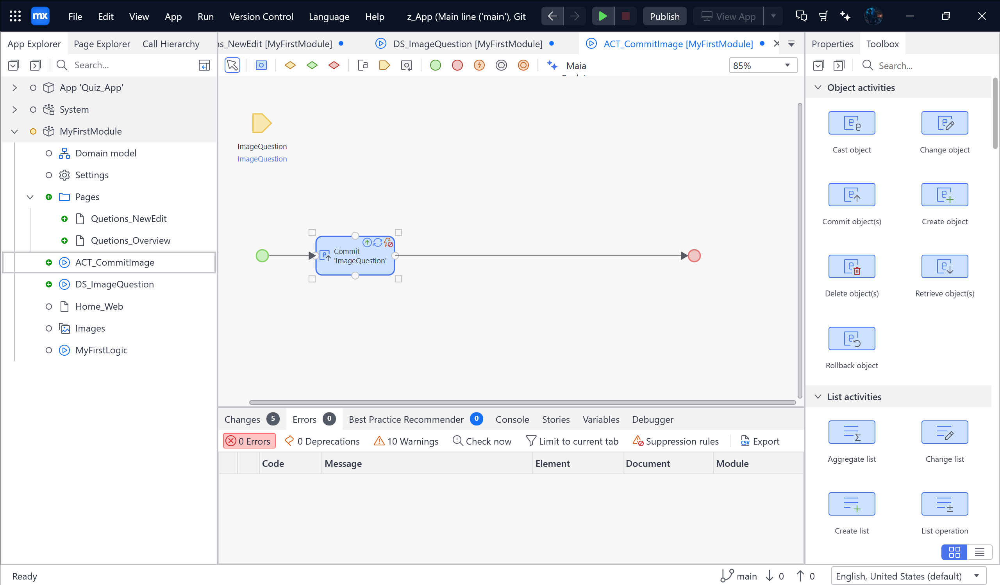 mx File Edit View App Run Version Control Language Help z_App (Main line ('main'), Git Publish View App
App Explorer Page Explorer Call Hierarchy
Search...
App 'Quiz_App'
System
MyFirstModule
Domain model
Settings
Pages
Quetions_NewEdit
Quetions_Overview
ACT_CommitImage
DS_ImageQuestion
Home_Web
Images
MyFirstLogic
ns_NewEdit [MyFirstModule] DS_ImageQuestion [MyFirstModule] ACT_CommitImage [MyFirstModule]
Maia
85%
ImageQuestion
ImageQuestion
Commit
'ImageQuestion'
Changes 5 Errors 0 Best Practice Recommender 0 Console Stories Variables Debugger
0 Errors 0 Deprecations 10 Warnings Check now Limit to current tab Suppression rules CSV Export
Code Message Element Document Module
Properties Toolbox
Search...
Object activities
Cast object Change object
Commit object(s) Create object
Delete object(s) Retrieve object(s)
Rollback object
List activities
Aggregate list Change list
Create list List operation
Ready main 0 0 English, United States (default)